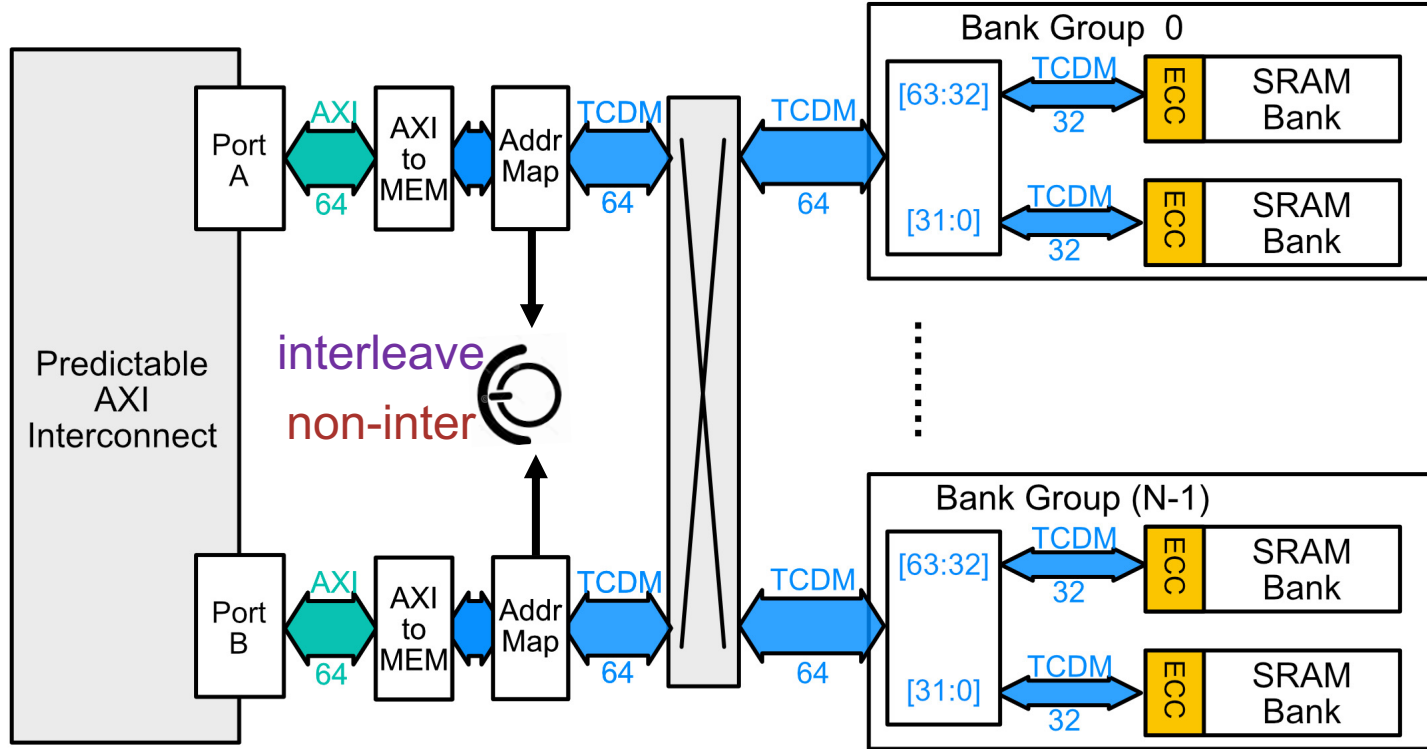 Predictable
AXI
Interconnect
Port
A
AXI
64
AXI
to
MEM
Addr
Map
TCDM
64
TCDM
64
Bank Group 0
[63:32]
[31:0]
TCDM
32
ECC
SRAM
Bank
TCDM
32
ECC
SRAM
Bank
interleave
non-inter
Port
B
AXI
64
AXI
to
MEM
Addr
Map
TCDM
64
TCDM
64
Bank Group (N-1)
[63:32]
[31:0]
TCDM
32
ECC
SRAM
Bank
TCDM
32
ECC
SRAM
Bank